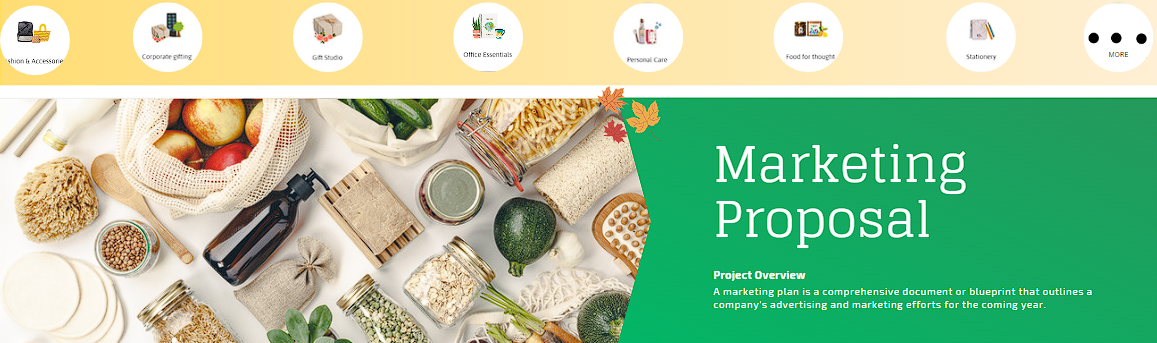 shion & Accessorie
Corporate gifting
Gift Studio
Office Essentials
Personal Care
Food for thought
Stationery
MORE
Marketing
Proposal
Project Overview
A marketing plan is a comprehensive document or blueprint that outlines a
company's advertising and marketing efforts for the coming year.